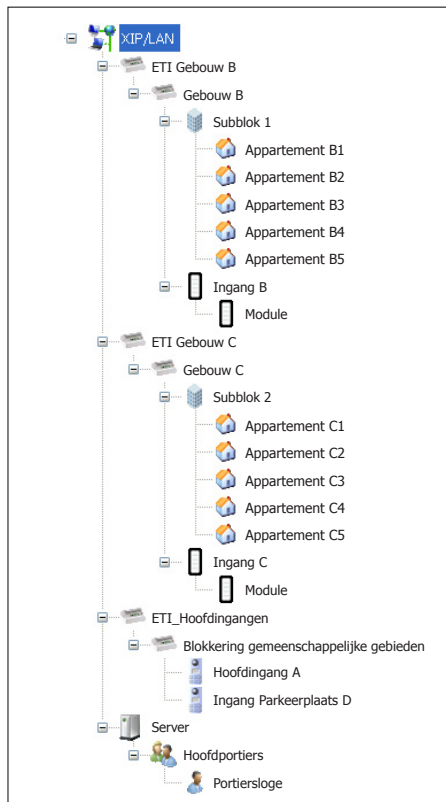 XIP/LAN
ETI Gebouw B
Gebouw B
Subblok 1
Appartement B1
Appartement B2
Appartement B3
Appartement B4
Appartement B5
Ingang B
Module
ETI Gebouw C
Gebouw C
Subblok 2
Appartement C1
Appartement C2
Appartement C3
Appartement C4
Appartement C5
Ingang C
Module
ETI_Hoofdingangen
Blokkering gemeenschappelijke gebieden
Hoofdingang A
Ingang Parkeerplaats D
Server
Hoofdportiers
Portiersloge